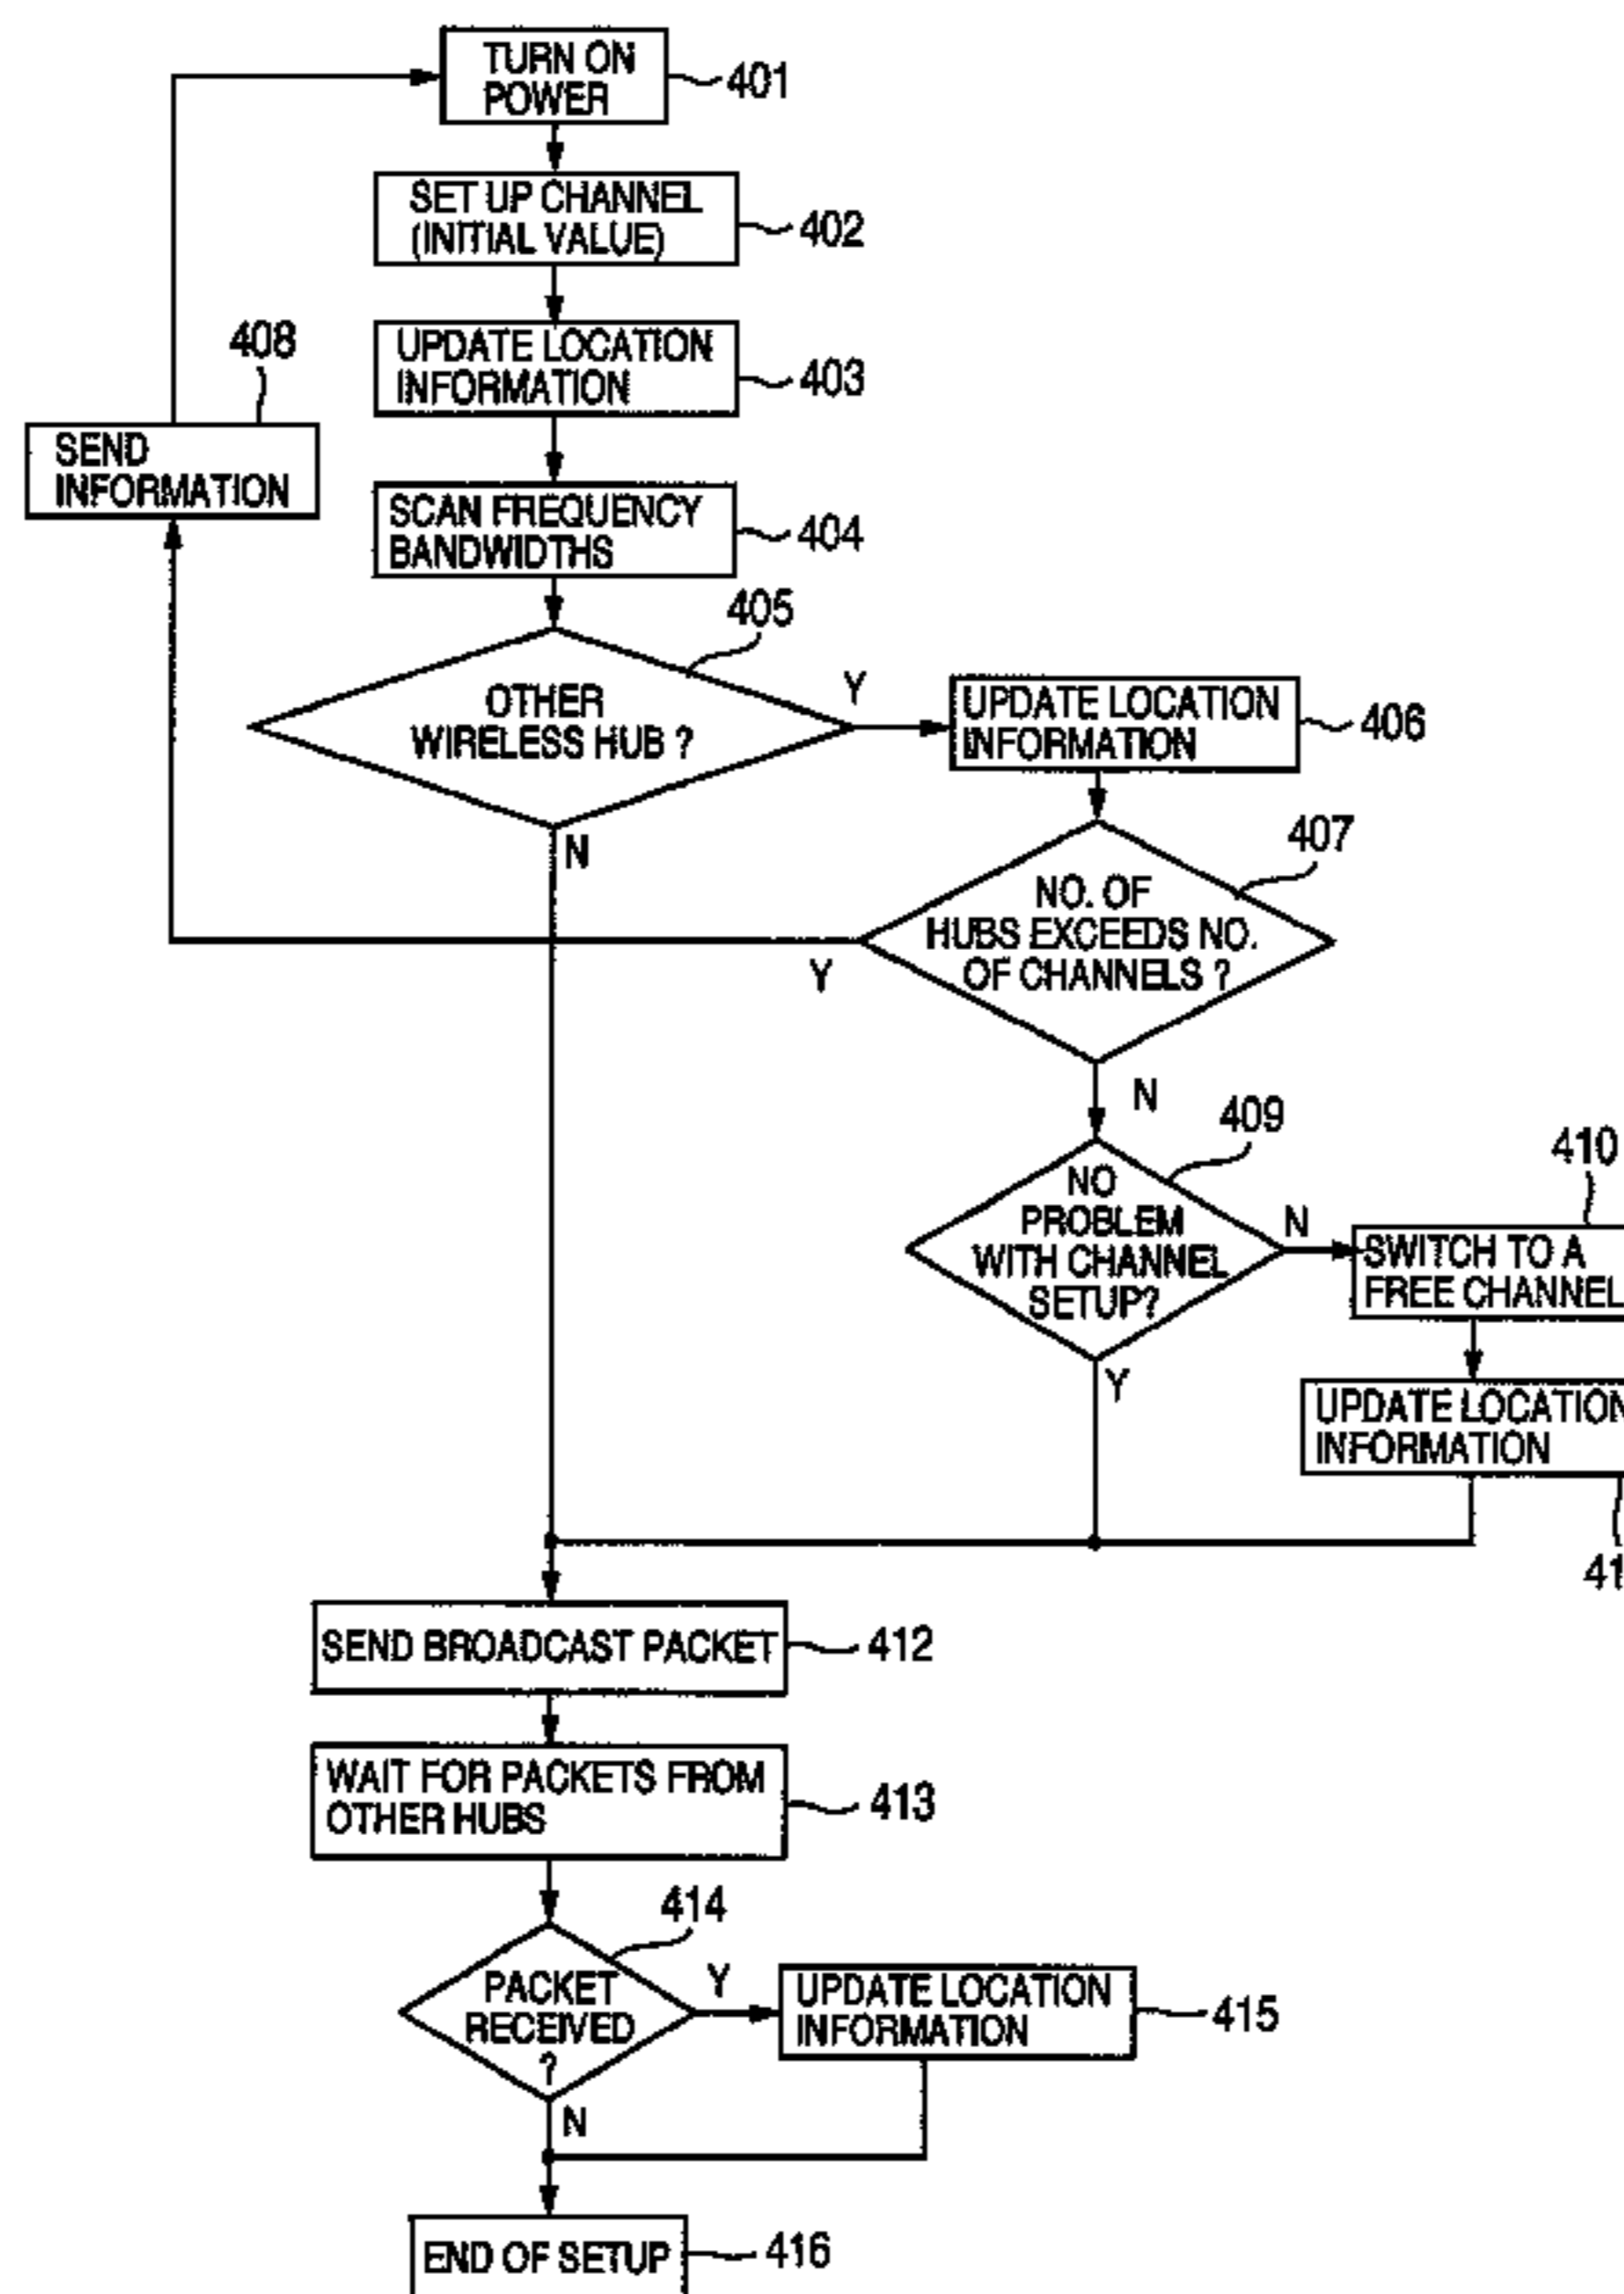 TURN ON
POWER
401
SET UP CHANNEL
(INITIAL VALUE)
402
UPDATE LOCATION
INFORMATION
403
408
SEND
INFORMATION
SCAN FREQUENCY
BANDWIDTHS
404
405
OTHER
WIRELESS HUB ?
Y
N
UPDATE LOCATION
INFORMATION
406
407
NO. OF
HUBS EXCEEDS NO.
OF CHANNELS ?
Y
N
409
NO
PROBLEM
WITH CHANNEL
SETUP?
N
Y
410
SWITCH TO A
FREE CHANNEL
UPDATE LOCATION
INFORMATION
41
SEND BROADCAST PACKET
412
WAIT FOR PACKETS FROM
OTHER HUBS
413
414
PACKET
RECEIVED
?
Y
N
UPDATE LOCATION
INFORMATION
415
END OF SETUP
416